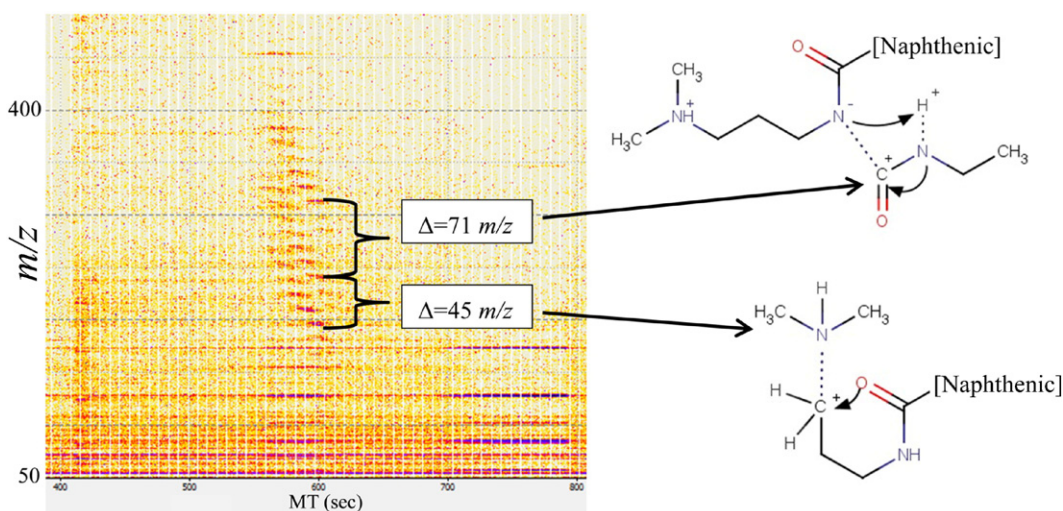 400
m/z
50
400
500
600
700
800
MT (sec)
Δ=71 m/z
Δ=45 m/z
O
[Naphthenic]
CH₃
NH
+
H₃C
N
-
H
+
N
CH₃
C
+
O
H
H₃C
N
CH₃
H
C
+
H
O
[Naphthenic]
NH